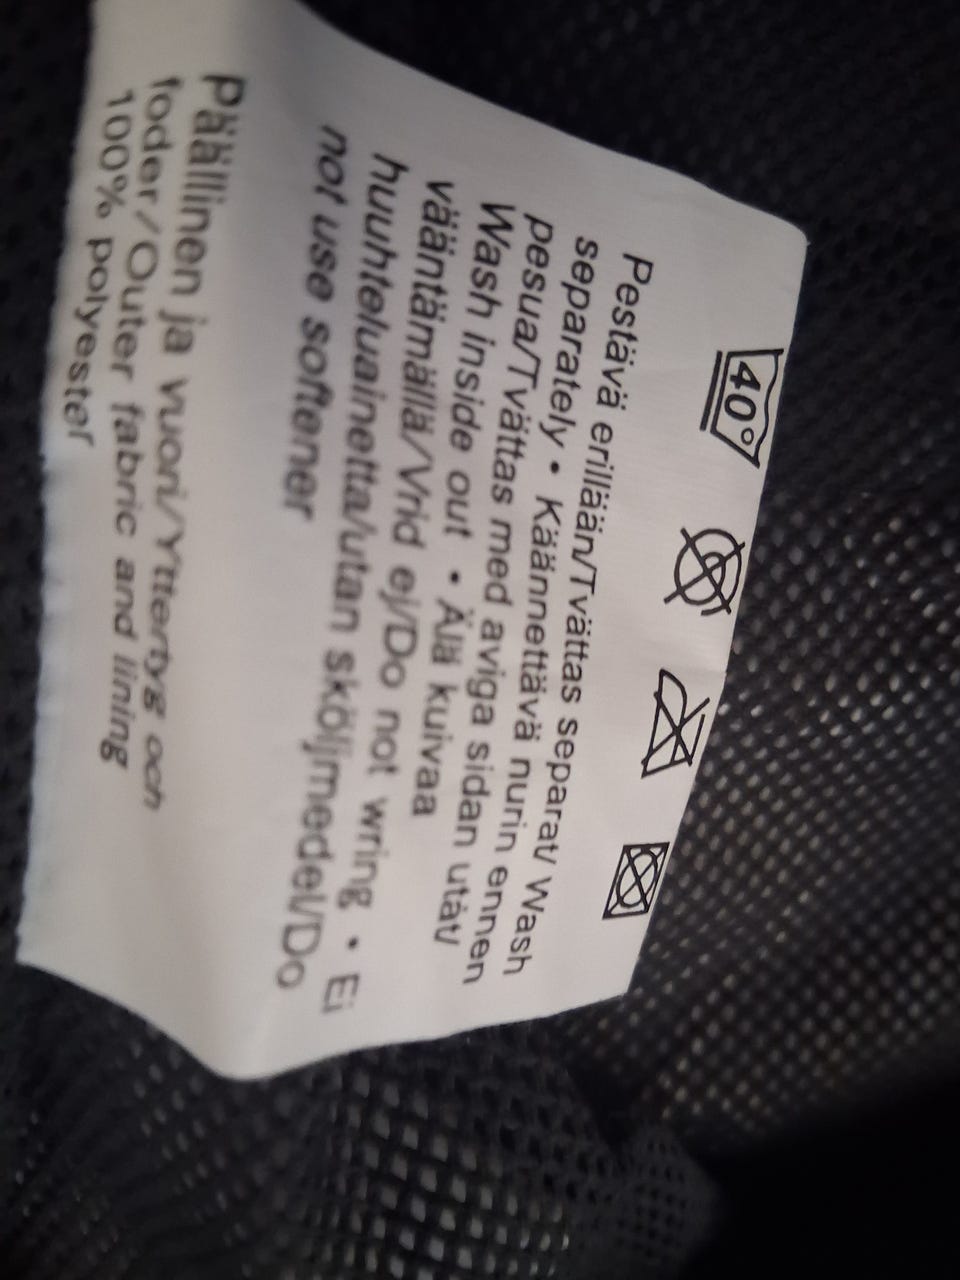 40°
Pestävä erillään/Tvättas separat/ Wash
separately • Käännettävä nurin ennen
pesua/Tvättas med aviga sidan utåt/
Wash inside out • Älä kuivaa
vääntämällä/Vrid ej/Do not wring • Ei
huuhteluainetta/utan sköljmedel/Do
not use softener
Päällinen ja vuori/Yttertyg och
foder/Outer fabric and lining
100% polyester